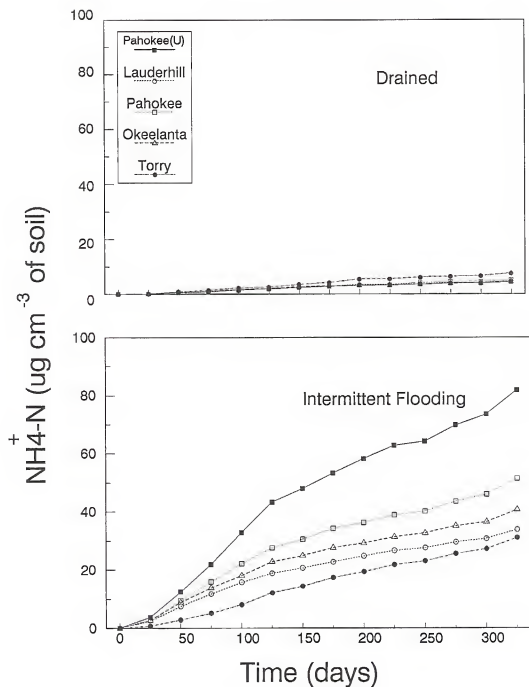 100
80
60
40
20
0
Pahokee(U)
Lauderhill
Pahokee
Okeelanta
Torry
Drained
NH4-N (ug cm -3 of soil)
+
100
80
60
40
20
0
Intermittent Flooding
0 50 100 150 200 250 300
Time (days)